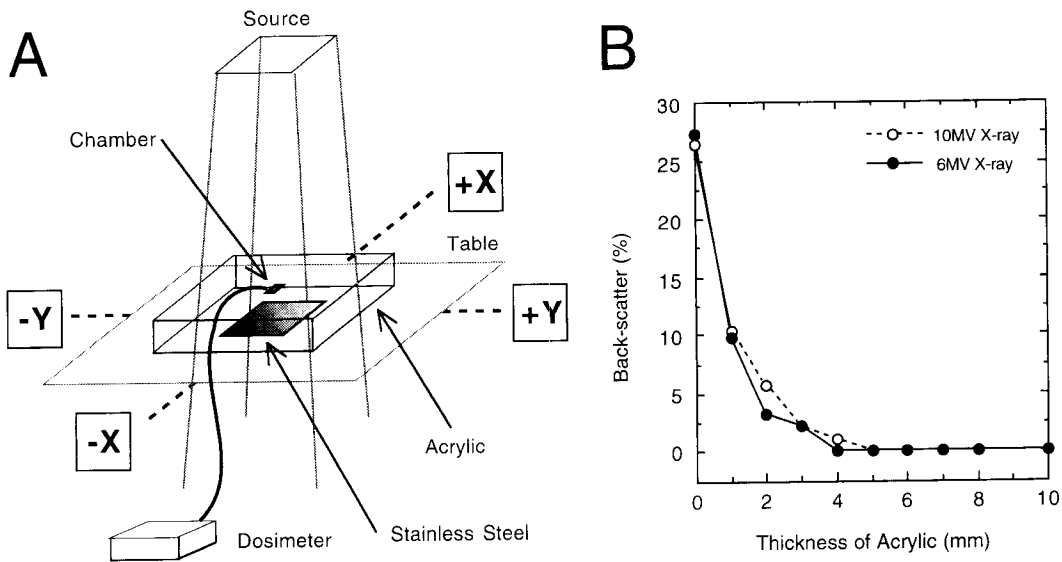 A
Source
Chamber
+X
Table
-Y
+Y
-X
Acrylic
Stainless Steel
Dosimeter
B
30
25
20
15
10
5
0
Back-scatter (%)
10MV X-ray
6MV X-ray
0 2 4 6 8 10
Thickness of Acrylic (mm)